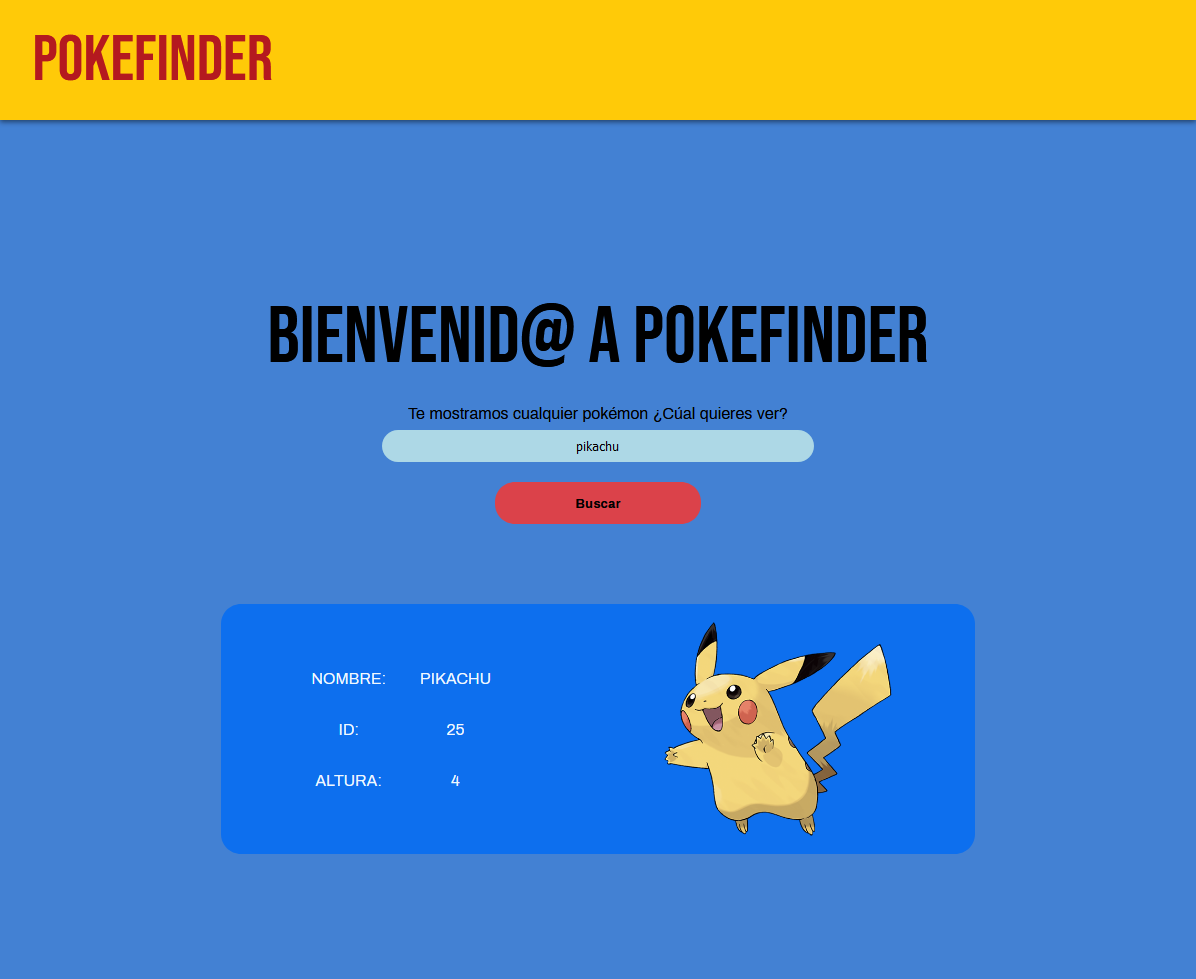 POKEFINDER
BIENVENID@ A POKEFINDER
Te mostramos cualquier pokémon ¿Cúal quieres ver?
pikachu
Buscar
NOMBRE: PIKACHU
ID: 25
ALTURA: 4